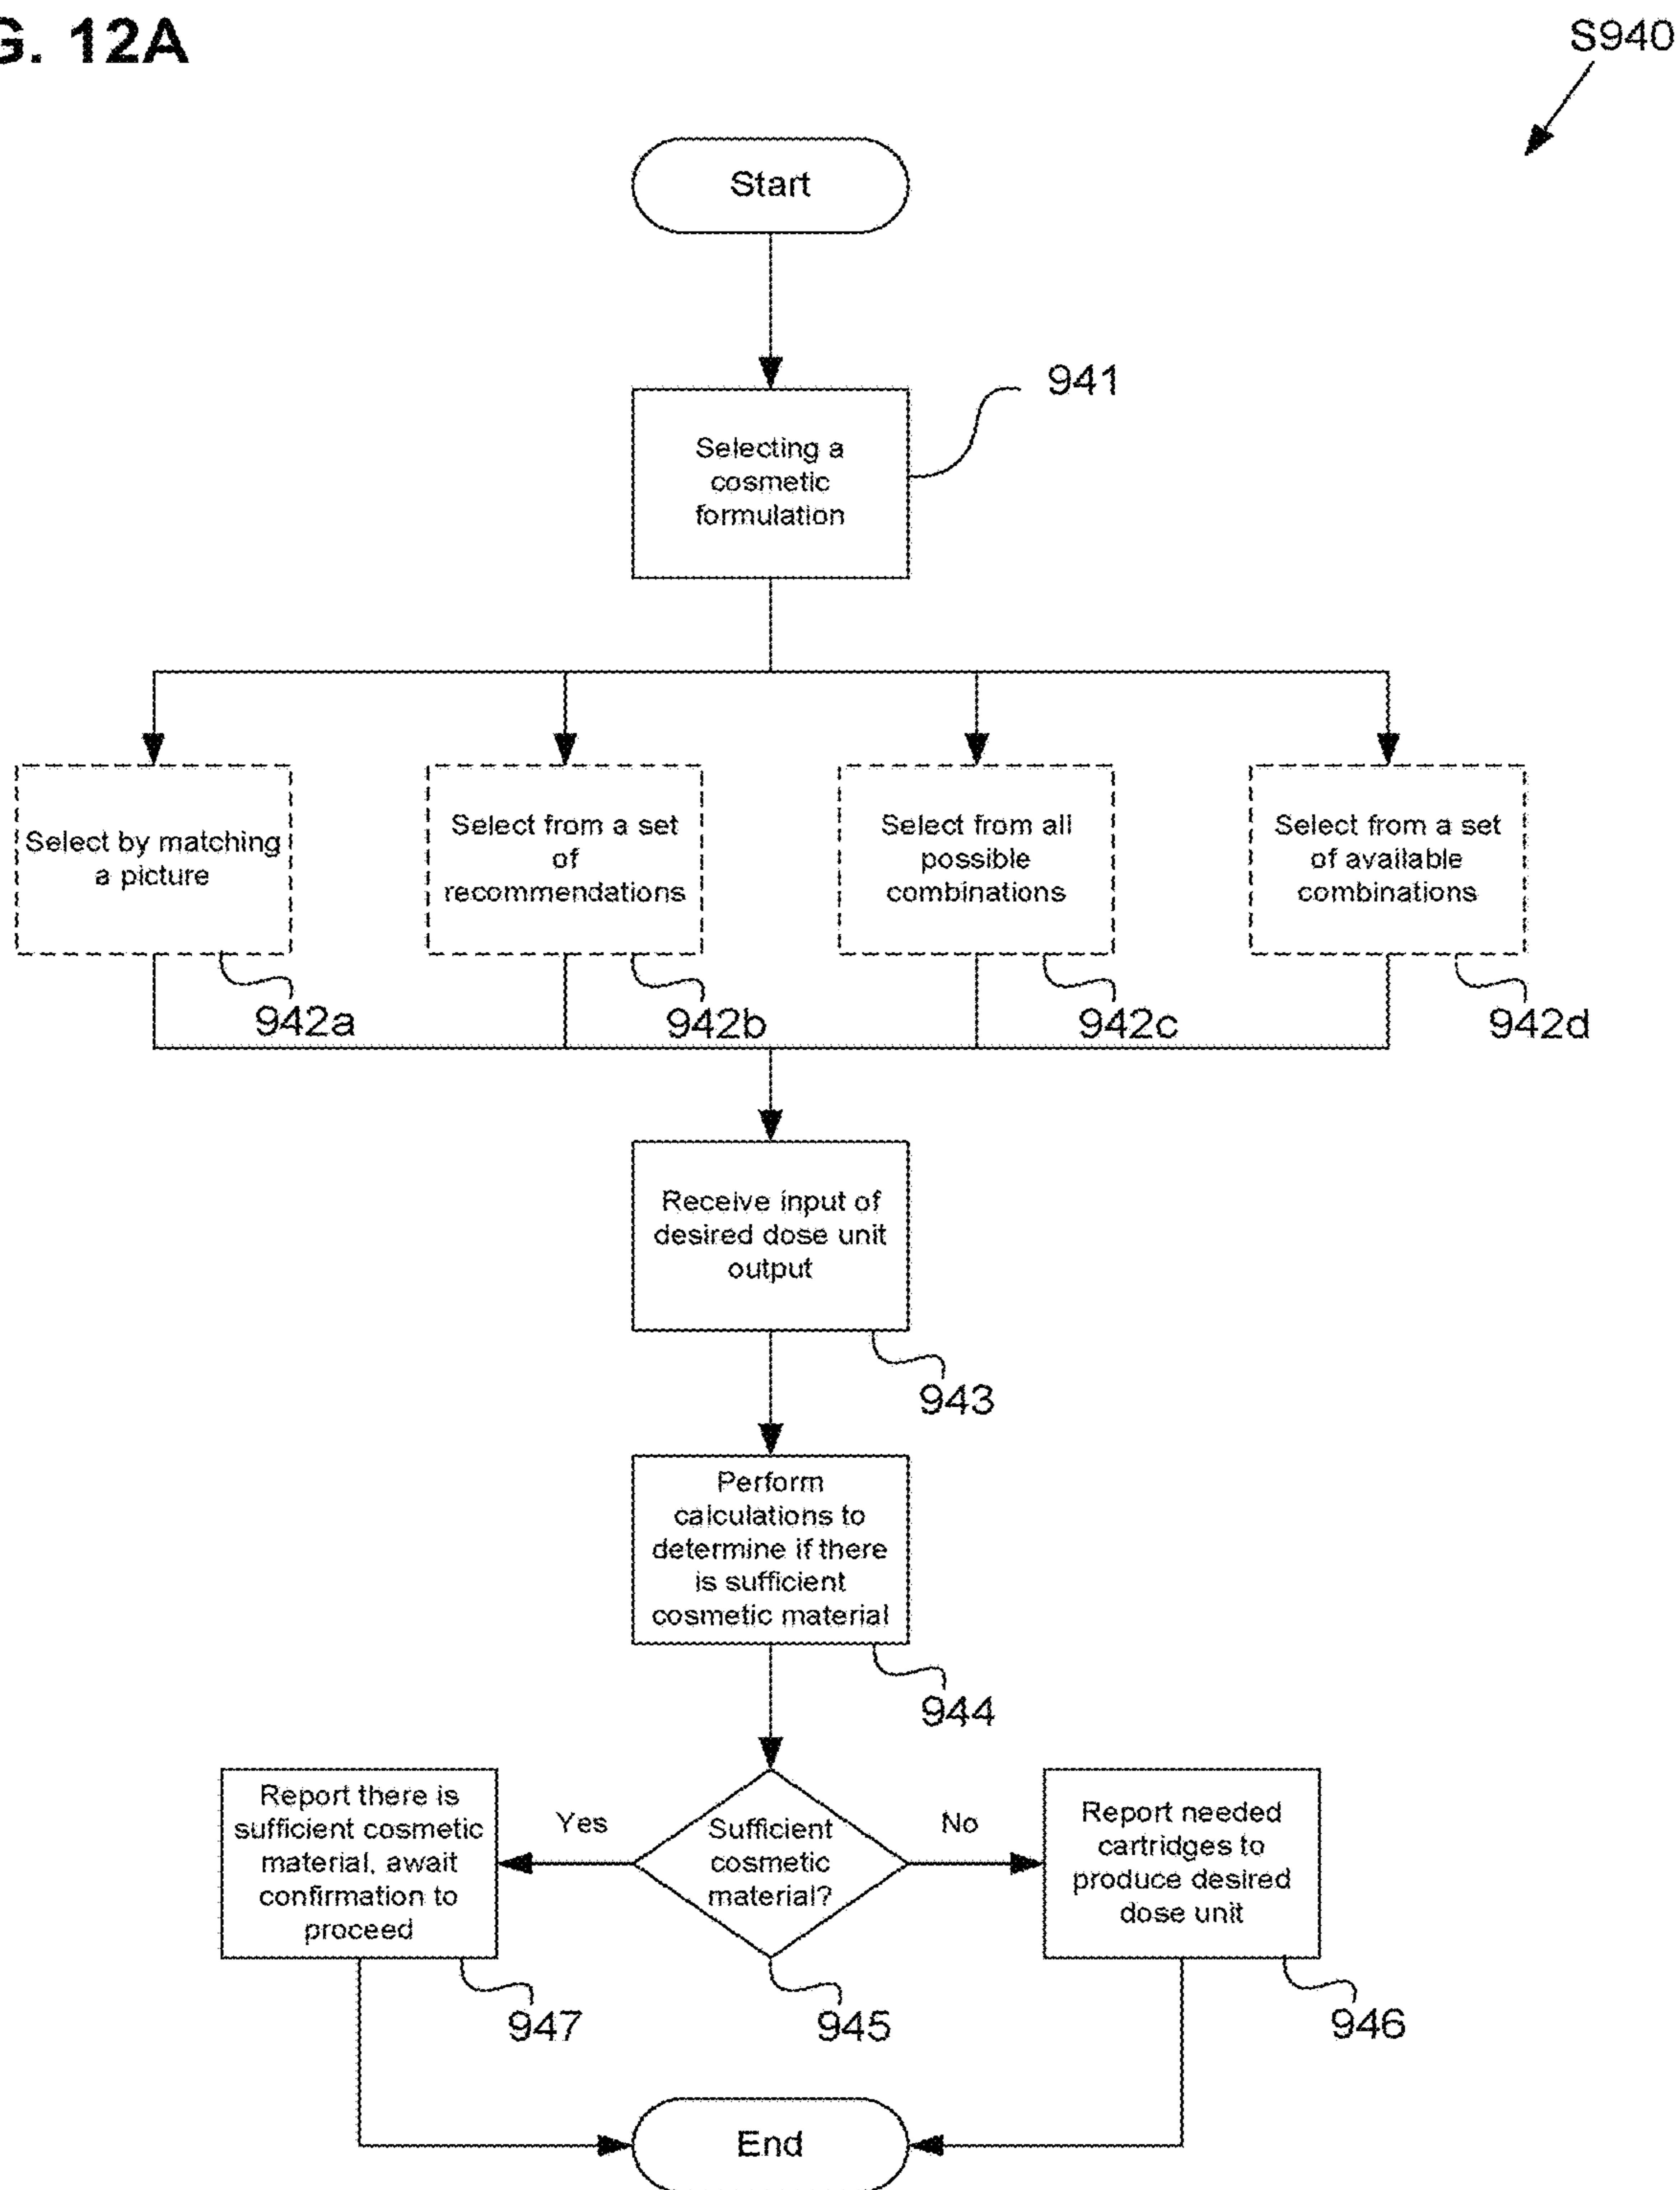 G. 12A
S940
Start
941
Selecting a
cosmetic
formulation
Select by matching
a picture
Select from a set
of
recommendations
Select from all
possible
combinations
Select from a set
of available
combinations
942a
942b
942c
942d
Receive input of
desired dose unit
output
943
Perform
calculations to
determine if there
is sufficient
cosmetic material
944
Report there is
sufficient cosmetic
material, await
confirmation to
proceed
Yes
Sufficient
cosmetic
material?
No
Report needed
cartridges to
produce desired
dose unit
947
945
946
End